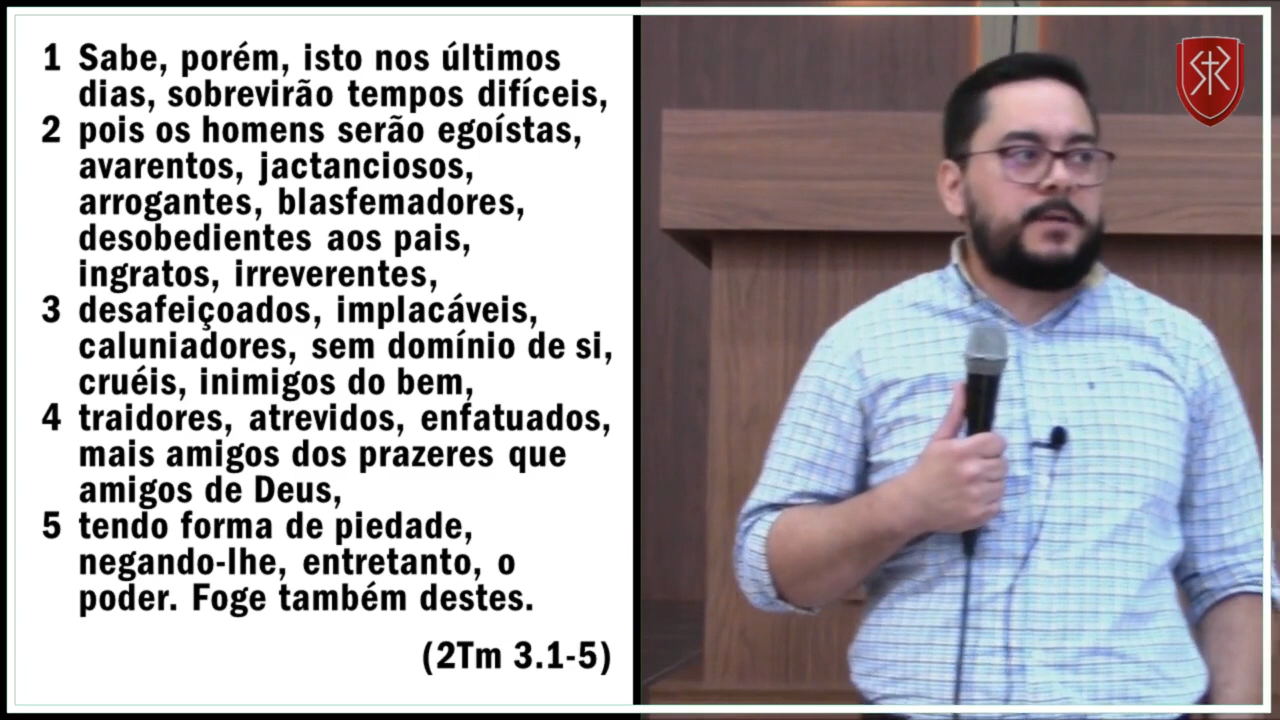 1 Sabe, porém, isto nos últimos
dias, sobrevirão tempos difíceis,
2 pois os homens serão egoístas,
avarentos, jactanciosos,
arrogantes, blasfemadores,
desobedientes aos pais,
ingratos, irreverentes,
3 desafeiçoados, implacáveis,
caluniadores, sem domínio de si,
cruéis, inimigos do bem,
4 traidores, atrevidos, enfatuados,
mais amigos dos prazeres que
amigos de Deus,
5 tendo forma de piedade,
negando-lhe, entretanto, o
poder. Foge também destes.
(2Tm 3.1-5)